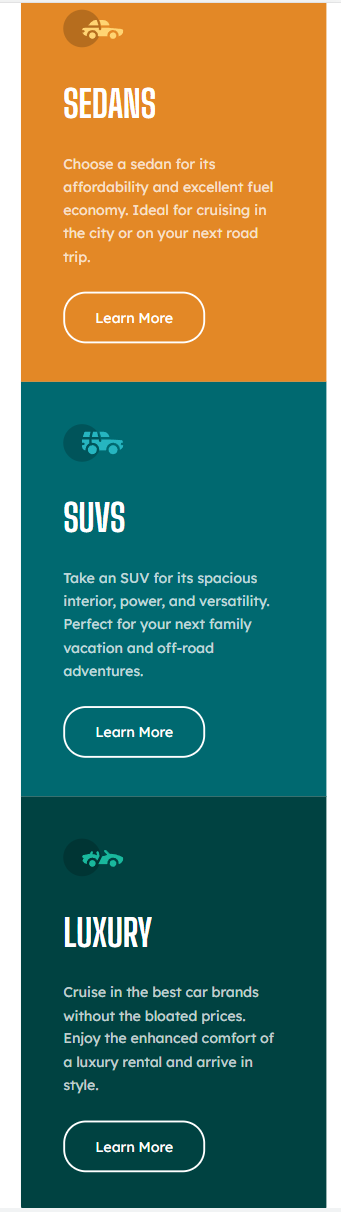 SEDANS
Choose a sedan for its
affordability and excellent fuel
economy. Ideal for cruising in
the city or on your next road
trip.
Learn More
SUVS
Take an SUV for its spacious
interior, power, and versatility.
Perfect for your next family
vacation and off-road
adventures.
Learn More
LUXURY
Cruise in the best car brands
without the bloated prices.
Enjoy the enhanced comfort of
a luxury rental and arrive in
style.
Learn More